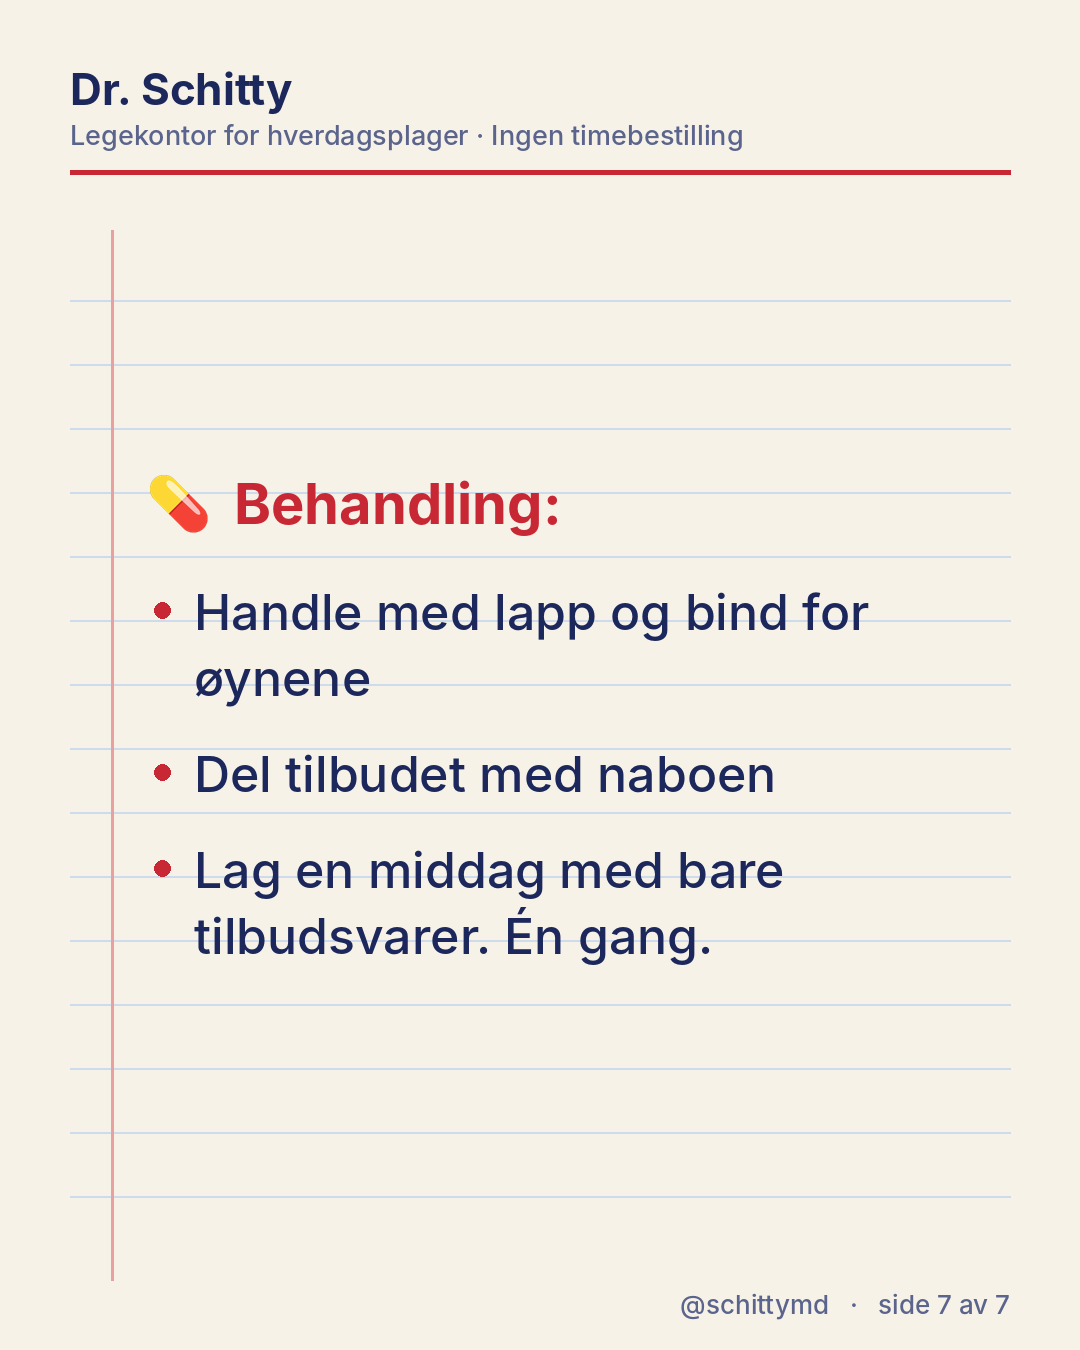 Dr. Schitty
Legekontor for hverdagsplager · Ingen timebestilling
💊 Behandling:
• Handle med lapp og bind for
øynene
• Del tilbudet med naboen
• Lag en middag med bare
tilbudsvarer. Én gang.
@schittymd · side 7 av 7